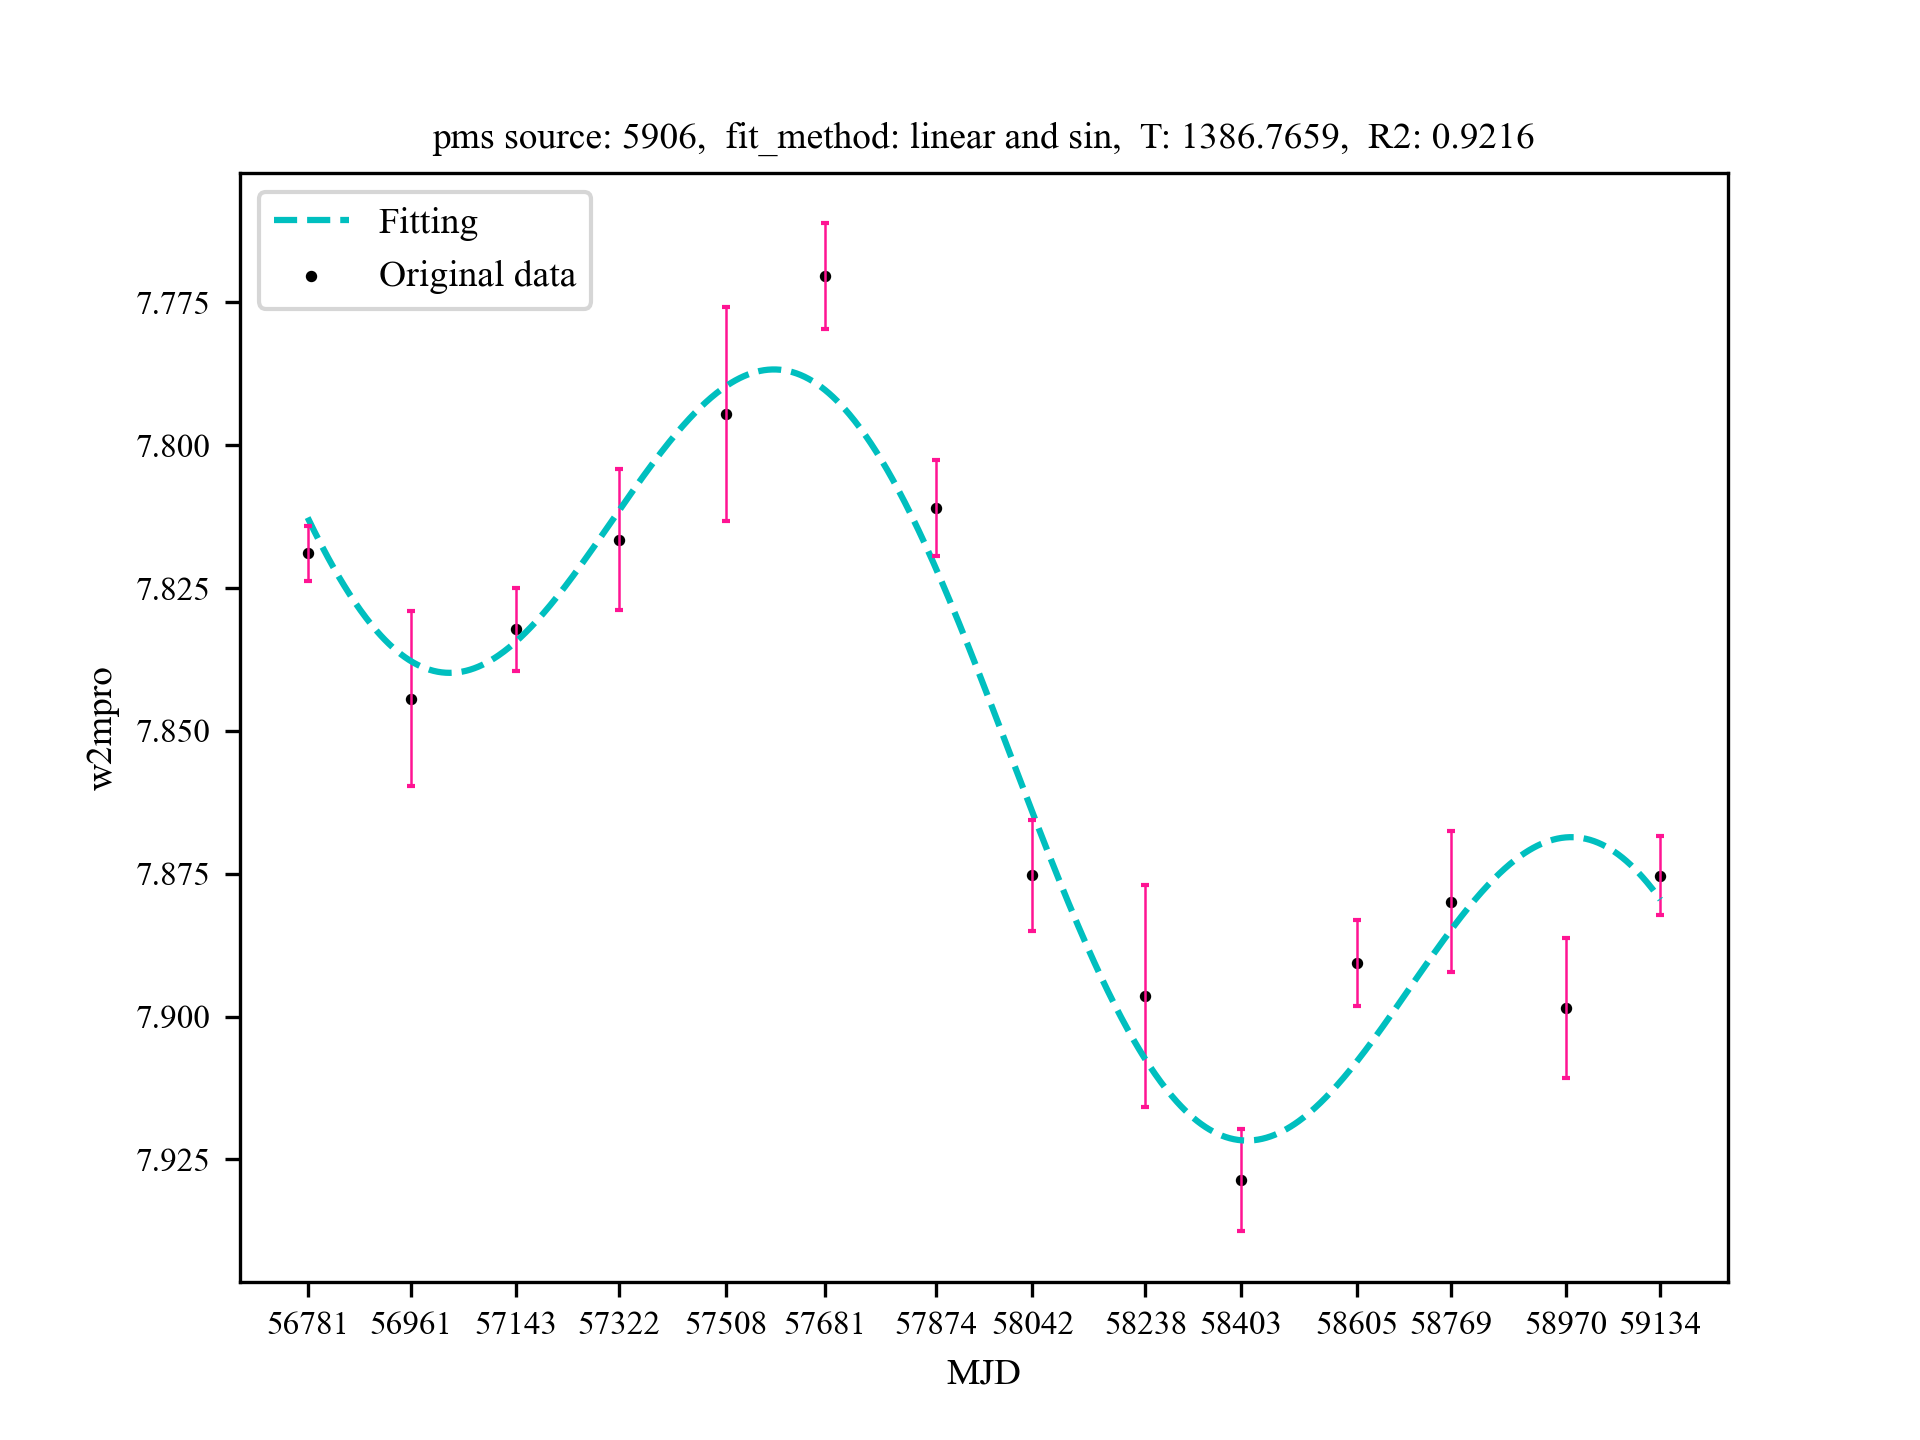 pms source: 5906,  fit_method: linear and sin,  T: 1386.7659,  R2: 0.9216
Fitting
Original data
7.775
7.800
7.825
7.850
7.875
7.900
7.925
w2mpro
56781 56961 57143 57322 57508 57681 57874 58042 58238 58403 58605 58769 58970 59134
MJD